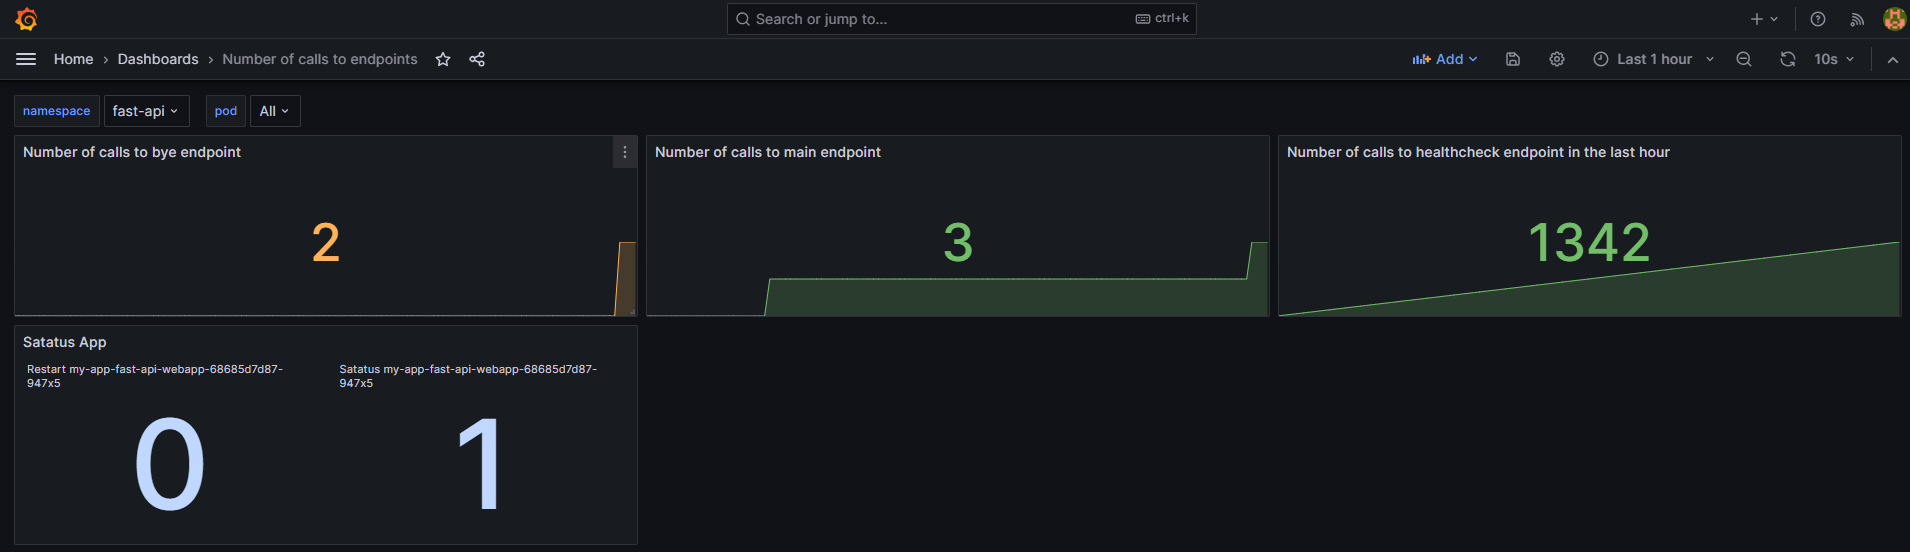 Search or jump to...
ctrl+k
Home
Dashboards
Number of calls to endpoints
Add
Last 1 hour
10s
namespace
fast-api
pod
All
Number of calls to bye endpoint
2
Number of calls to main endpoint
3
Number of calls to healthcheck endpoint in the last hour
1342
Satatus App
Restart my-app-fast-api-webapp-68685d7d87-
947x5
0
Satatus my-app-fast-api-webapp-68685d7d87-
947x5
1